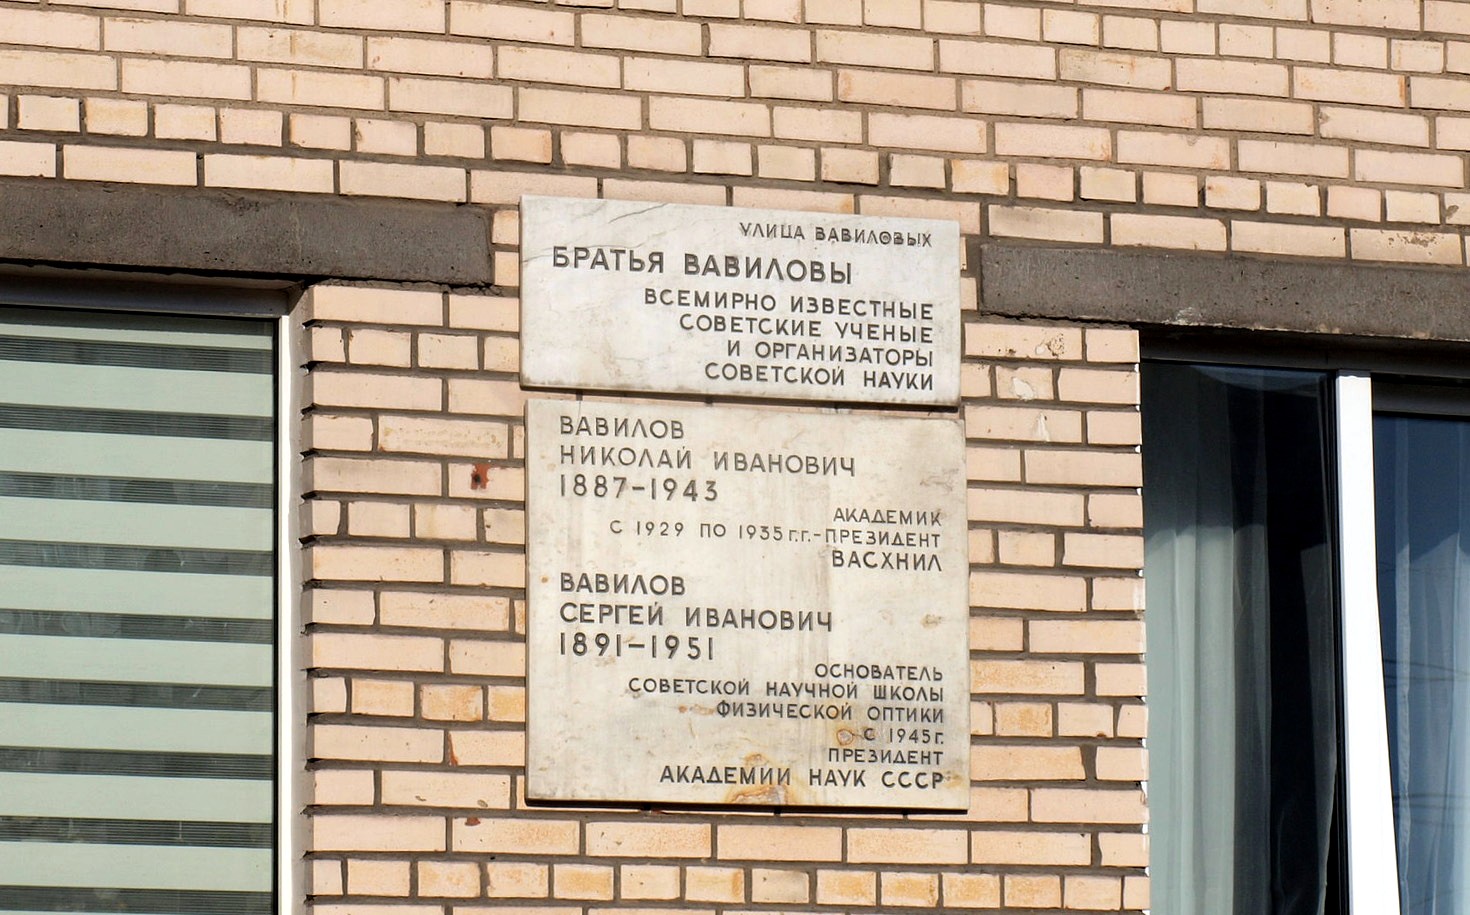 УЛИЦА ВАВИЛОВЫХ
БРАТЬЯ ВАВИЛОВЫ
ВСЕМИРНО ИЗВЕСТНЫЕ
СОВЕТСКИЕ УЧЕНЫЕ
И ОРГАНИЗАТОРЫ
СОВЕТСКОЙ НАУКИ
ВАВИЛОВ
НИКОЛАЙ ИВАНОВИЧ
1887-1943
АКАДЕМИК
С 1929 ПО 1935 Г.Г.-ПРЕЗИДЕНТ
ВАСХНИЛ
ВАВИЛОВ
СЕРГЕЙ ИВАНОВИЧ
1891-1951
ОСНОВАТЕЛЬ
СОВЕТСКОЙ НАУЧНОЙ ШКОЛЫ
ФИЗИЧЕСКОЙ ОПТИКИ
С 1945 Г.
ПРЕЗИДЕНТ
АКАДЕМИИ НАУК СССР